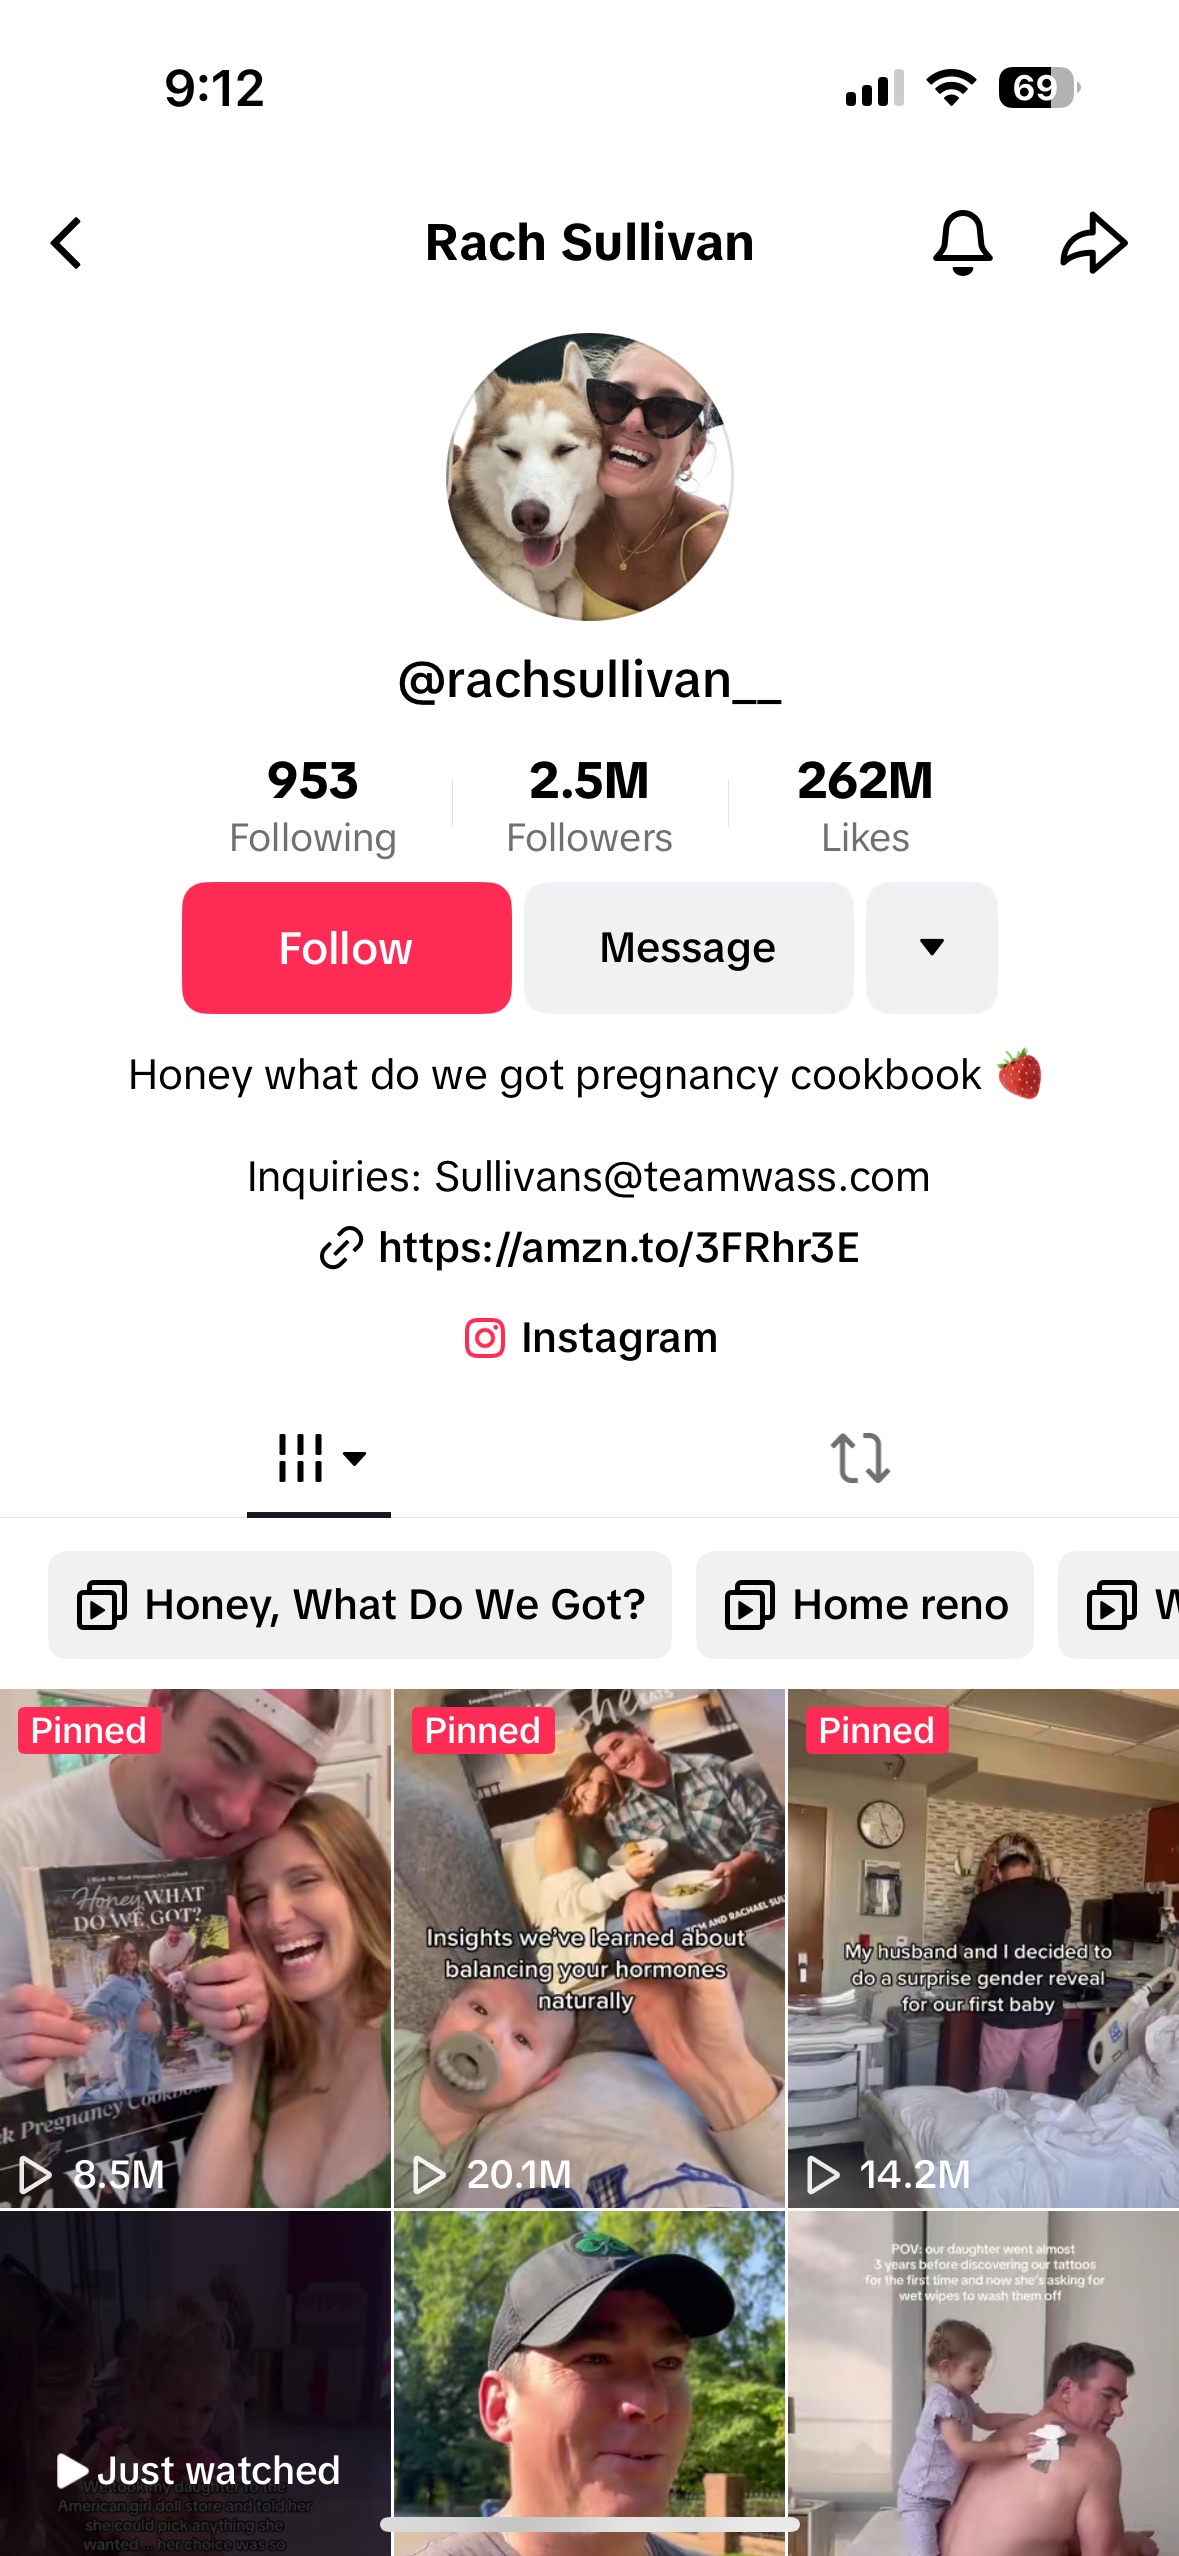 9:12
69
Rach Sullivan
@rachsullivan__
953
Following
2.5M
Followers
262M
Likes
Follow
Message
Honey what do we got pregnancy cookbook 🍓
Inquiries: Sullivans@teamwass.com
https://amzn.to/3FRhr3E
Instagram
Honey, What Do We Got?
Home reno
W
Pinned
Honey, WHAT
DO WE GOT?
k Pregnancy Cookbook
8.5M
Pinned
She
EATS
AND RACHAEL SUL
Insights we've learned about
balancing your hormones
naturally
20.1M
Pinned
My husband and I decided to
do a surprise gender reveal
for our first baby
14.2M
Just watched
We took my daughter to the
American girl doll store and told her
she could pick anything she
wanted ... her choice was so
POV: our daughter went almost
3 years before discovering our tattoos
for the first time and now she's asking for
wet wipes to wash them off